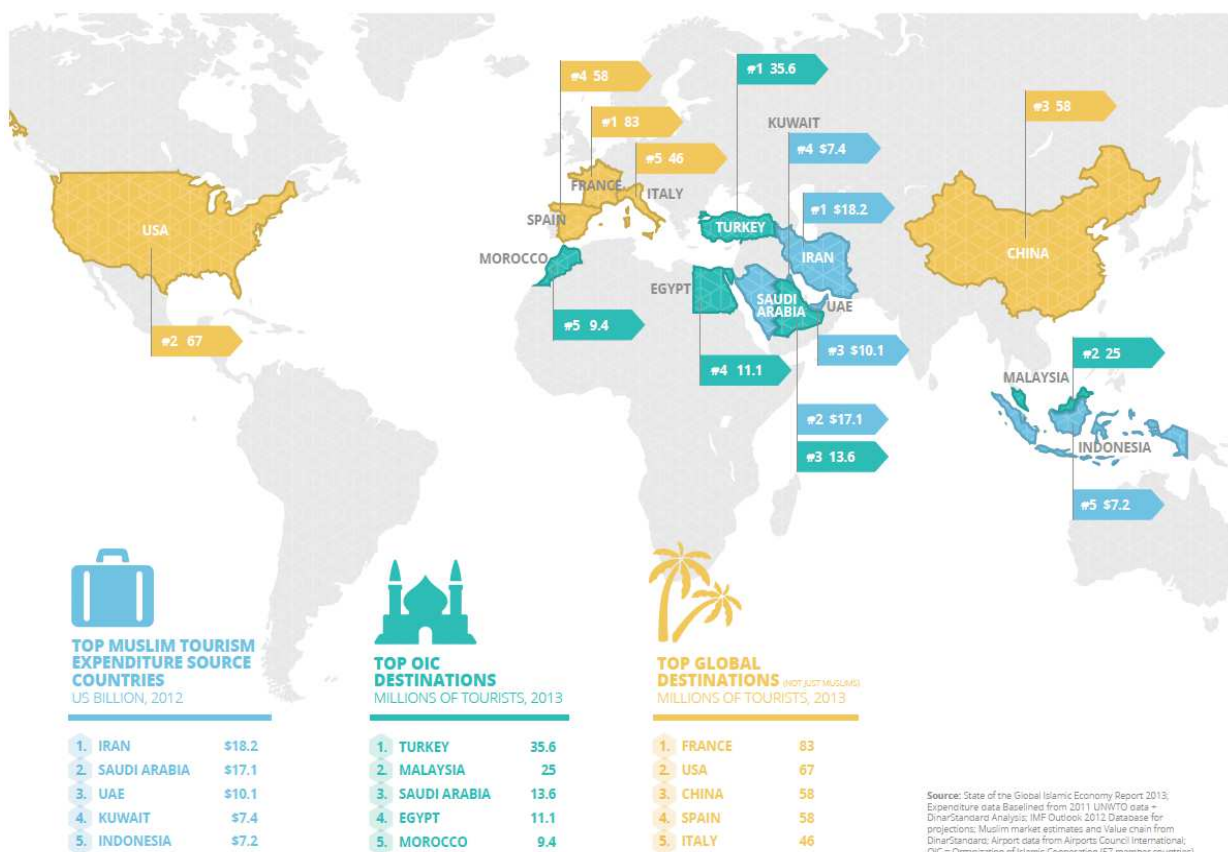 #4 58
#1 35.6
#3 58
#1 83
KUWAIT
#4 $7.4
#5 46
FRANCE
ITALY
#1 $18.2
USA
SPAIN
TURKEY
MOROCCO
IRAN
CHINA
EGYPT
SAUDI
ARABIA
UAE
#5 9.4
#2 67
#3 $10.1
#4 11.1
#2 25
MALAYSIA
#2 $17.1
INDONESIA
#3 13.6
#5 $7.2
TOP MUSLIM TOURISM
EXPENDITURE SOURCE
COUNTRIES
US BILLION, 2012
1. IRAN $18.2
2. SAUDI ARABIA $17.1
3. UAE $10.1
4. KUWAIT $7.4
5. INDONESIA $7.2
TOP OIC
DESTINATIONS
MILLIONS OF TOURISTS, 2013
1. TURKEY 35.6
2. MALAYSIA 25
3. SAUDI ARABIA 13.6
4. EGYPT 11.1
5. MOROCCO 9.4
TOP GLOBAL
DESTINATIONS (NOT JUST MUSLIMS)
MILLIONS OF TOURISTS, 2013
1. FRANCE 83
2. USA 67
3. CHINA 58
4. SPAIN 58
5. ITALY 46
Source: State of the Global Islamic Economy Report 2013;
Expenditure data Baselined from 2011 UNWTO data +
DinarStandard Analysis; IMF Outlook 2012 Database for
projections; Muslim market estimates and Value chain from
DinarStandard; Airport data from Airports Council International;
OIC = Organization of Islamic Cooperation (57 member countries)